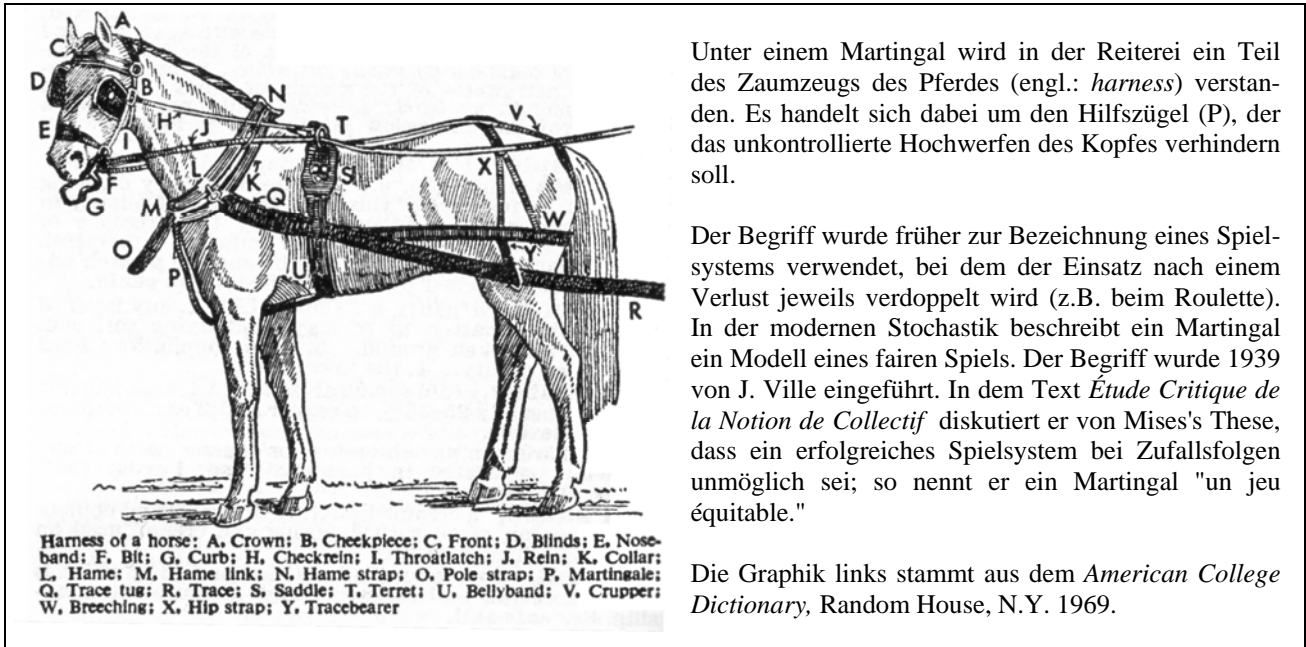 A
C
D
B
N
E
H
J
T
V
I
L
X
F
K
S
G
M
Q
W
O
Y
P
U
R
Harness of a horse: A, Crown; B, Cheekpiece; C, Front; D, Blinds; E, Nose-
band; F, Bit; G, Curb; H, Checkrein; I, Throatlatch; J, Rein; K, Collar;
L, Hame; M, Hame link; N, Hame strap; O, Pole strap; P, Martingale;
Q, Trace tug; R, Trace; S, Saddle; T, Terret; U, Bellyband; V, Crupper;
W, Breeching; X, Hip strap; Y, Tracebearer
Unter einem Martingal wird in der Reiterei ein Teil
des Zaumzeugs des Pferdes (engl.: harness) verstan-
den. Es handelt sich dabei um den Hilfszügel (P), der
das unkontrollierte Hochwerfen des Kopfes verhindern
soll.
Der Begriff wurde früher zur Bezeichnung eines Spiel-
systems verwendet, bei dem der Einsatz nach einem
Verlust jeweils verdoppelt wird (z.B. beim Roulette).
In der modernen Stochastik beschreibt ein Martingal
ein Modell eines fairen Spiels. Der Begriff wurde 1939
von J. Ville eingeführt. In dem Text Étude Critique de
la Notion de Collectif diskutiert er von Mises's These,
dass ein erfolgreiches Spielsystem bei Zufallsfolgen
unmöglich sei; so nennt er ein Martingal "un jeu
équitable."
Die Graphik links stammt aus dem American College
Dictionary, Random House, N.Y. 1969.